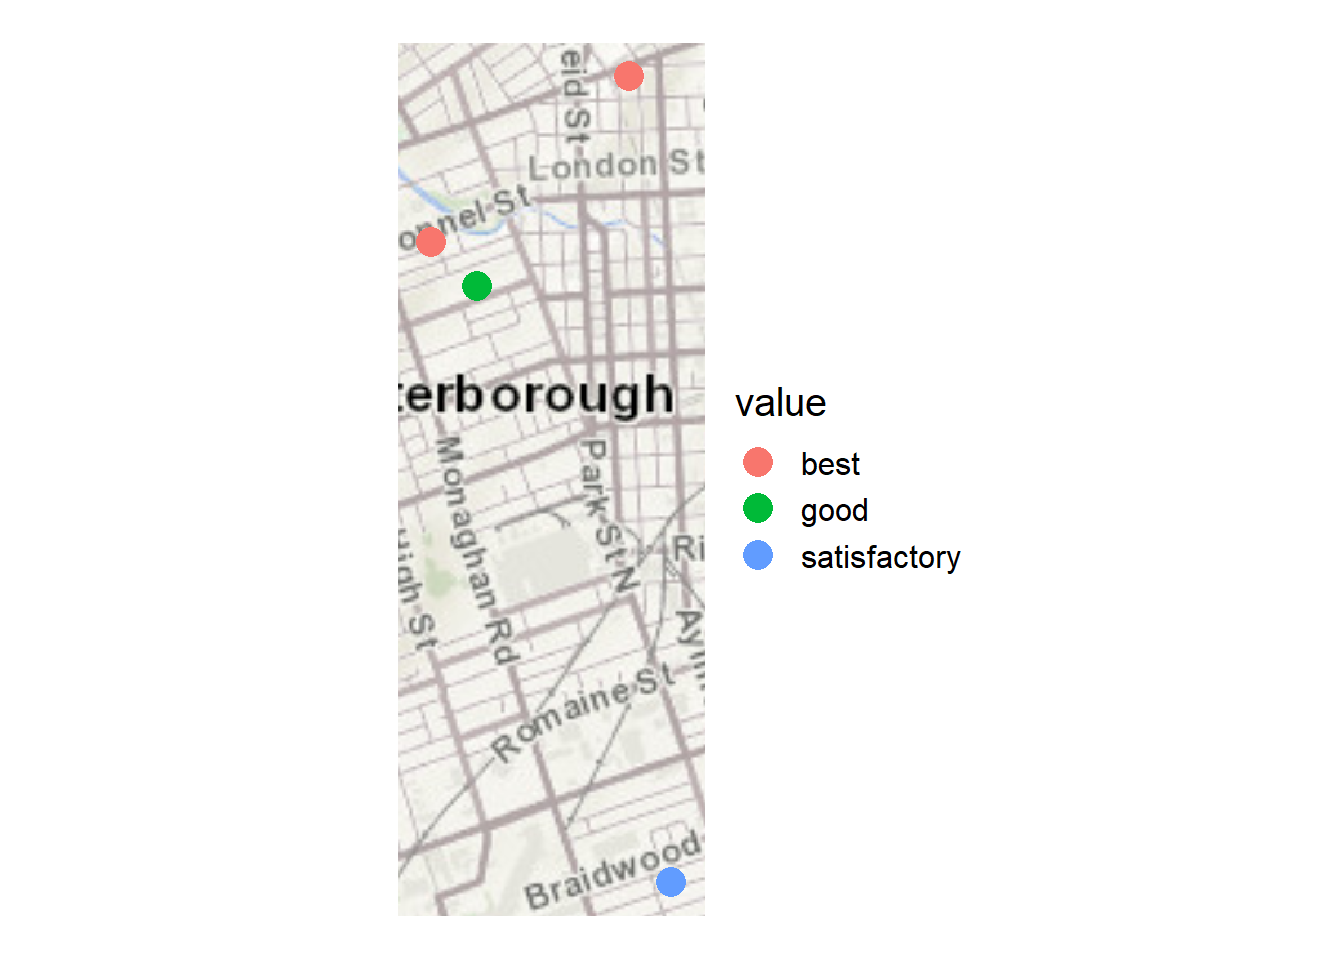 eid St
London St
onnel St
terborough
Monaghan Rd
Park St N
High St
Ri
Aylm
Romaine St
Braidwood
value
best
good
satisfactory